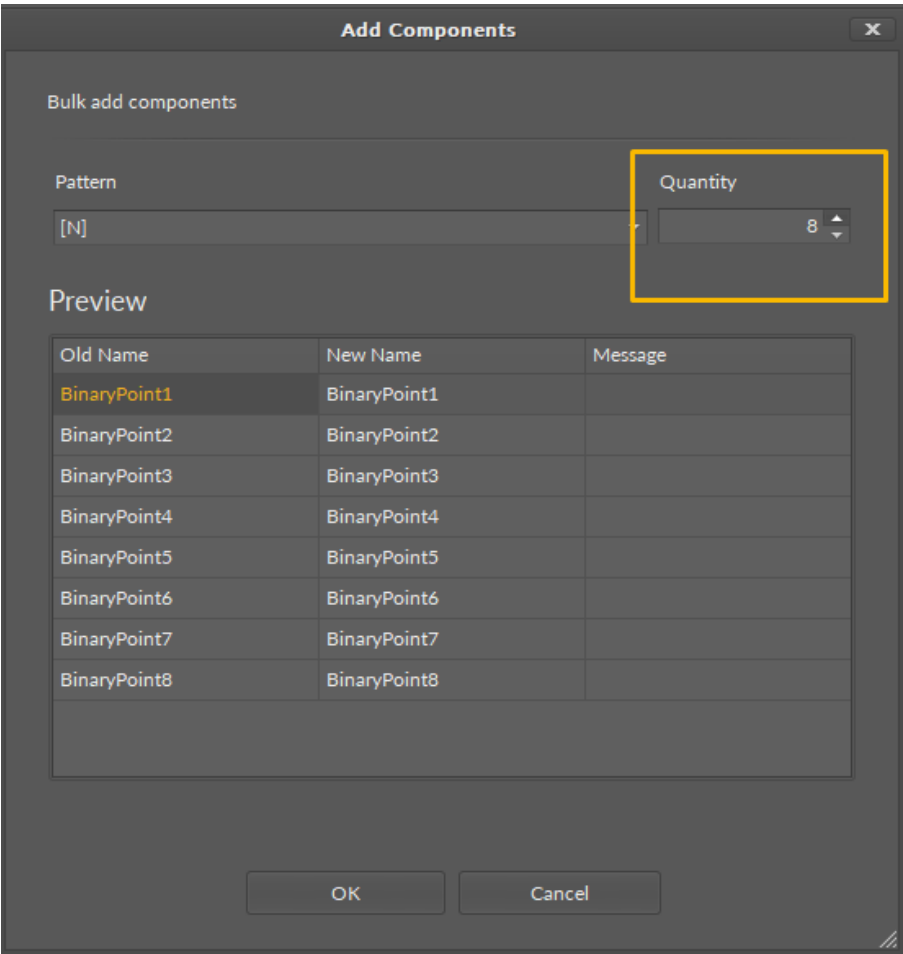 Add Components
x
Bulk add components
Pattern Quantity
[N] 8
Preview
Old Name New Name Message
BinaryPoint1 BinaryPoint1
BinaryPoint2 BinaryPoint2
BinaryPoint3 BinaryPoint3
BinaryPoint4 BinaryPoint4
BinaryPoint5 BinaryPoint5
BinaryPoint6 BinaryPoint6
BinaryPoint7 BinaryPoint7
BinaryPoint8 BinaryPoint8
OK Cancel